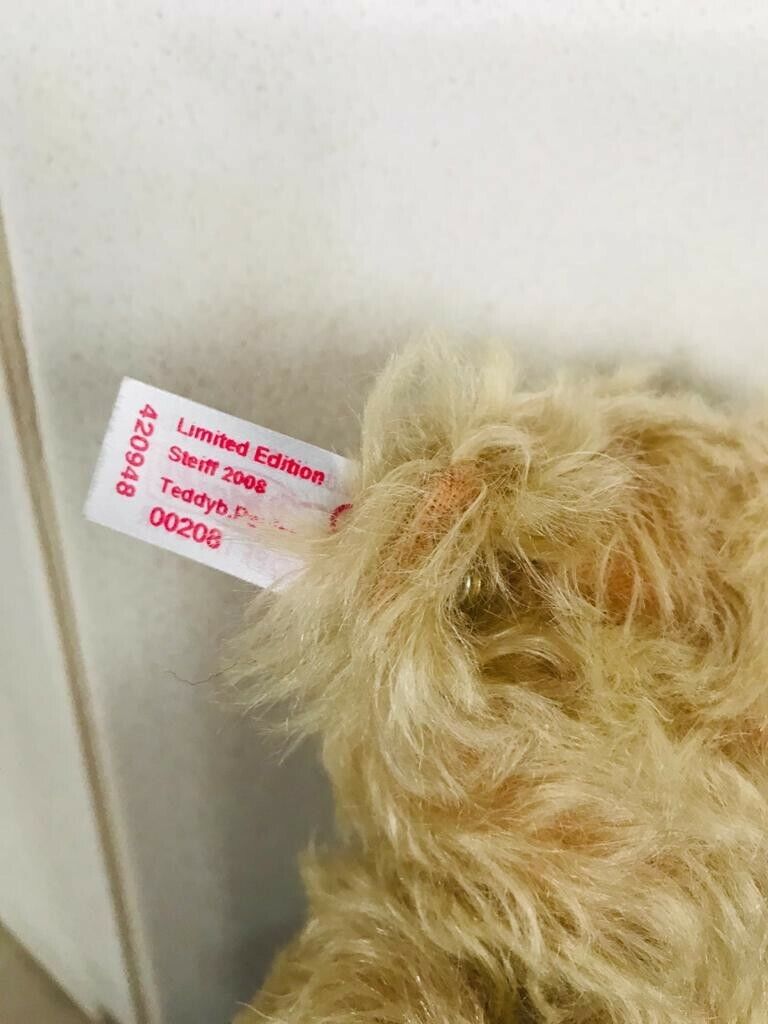 420948
Limited Edition
Steiff 2008
Teddyb.
00208